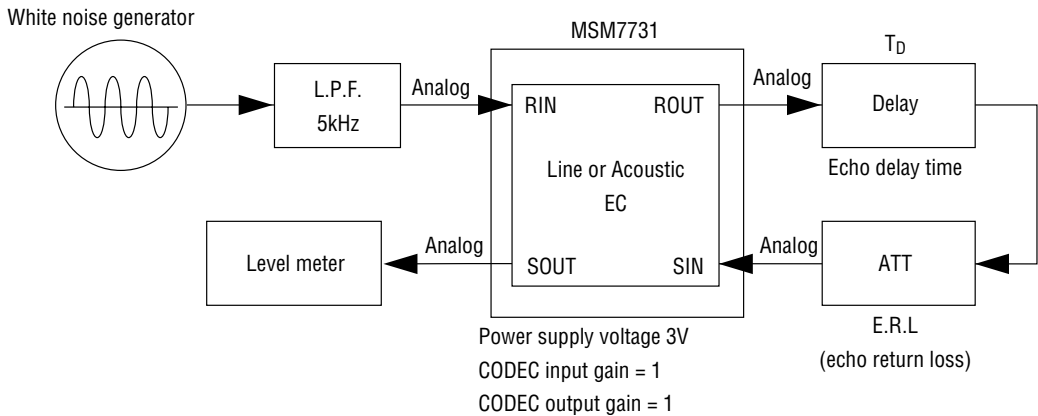 White noise generator
L.P.F.
5kHz
Analog
MSM7731
RIN
ROUT
Line or Acoustic
EC
SOUT
SIN
Analog
T_D
Delay
Echo delay time
Level meter
Analog
Analog
ATT
E.R.L
(echo return loss)
Power supply voltage 3V
CODEC input gain = 1
CODEC output gain = 1